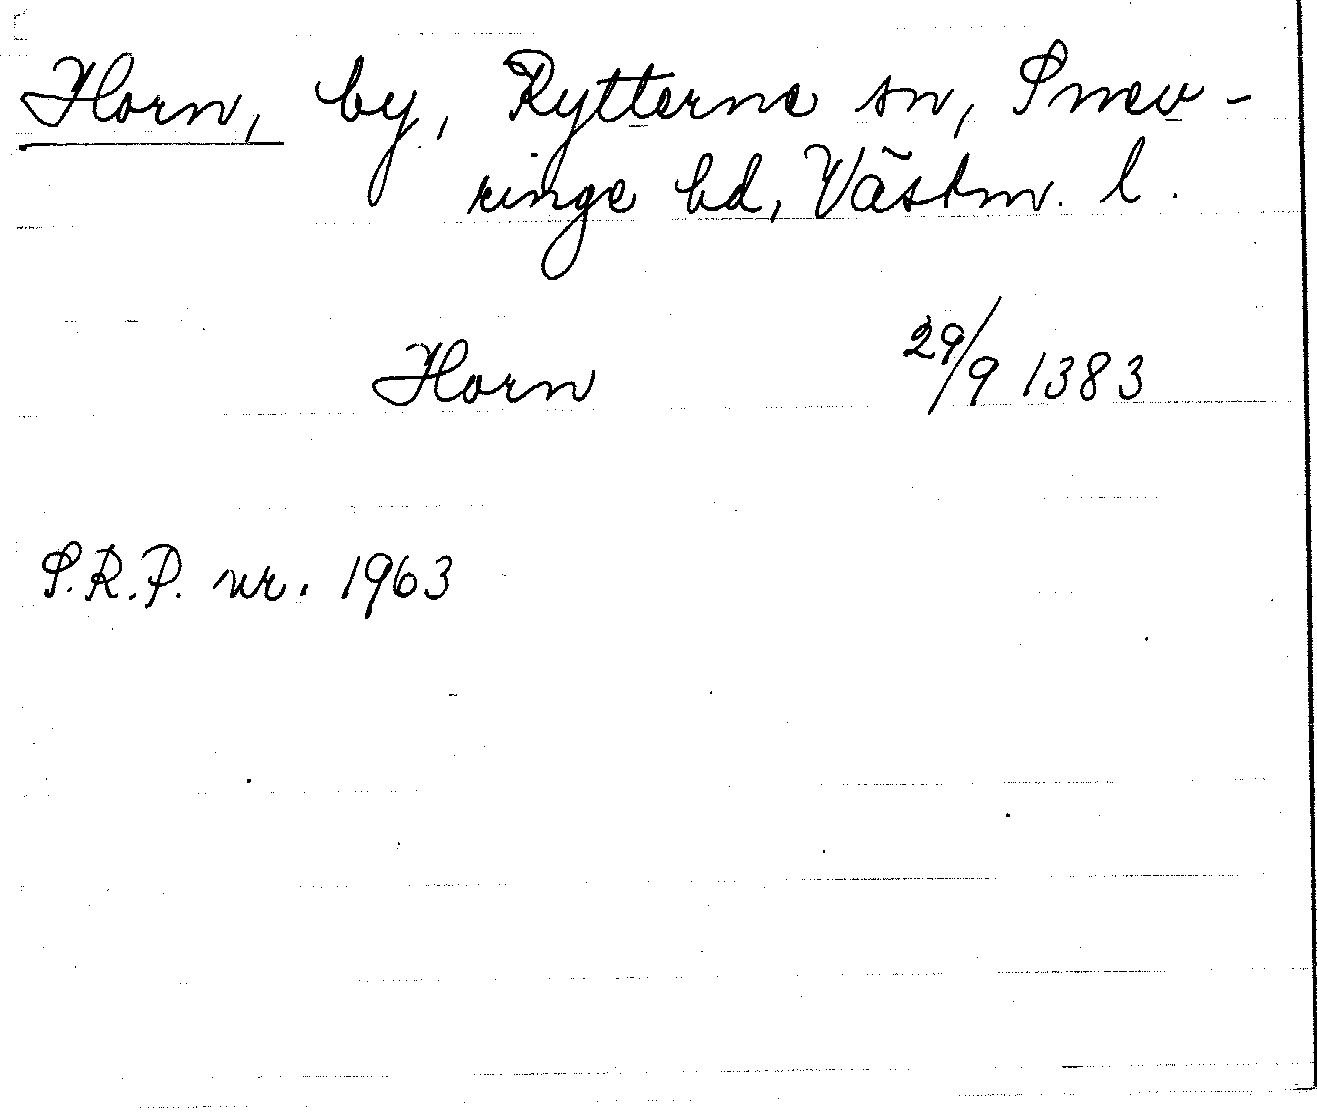 Horn, by, Rytterne sn, Snev-
ringe hd, Västm. l.
Horn 29/9 1383
S.R.P. nr. 1963